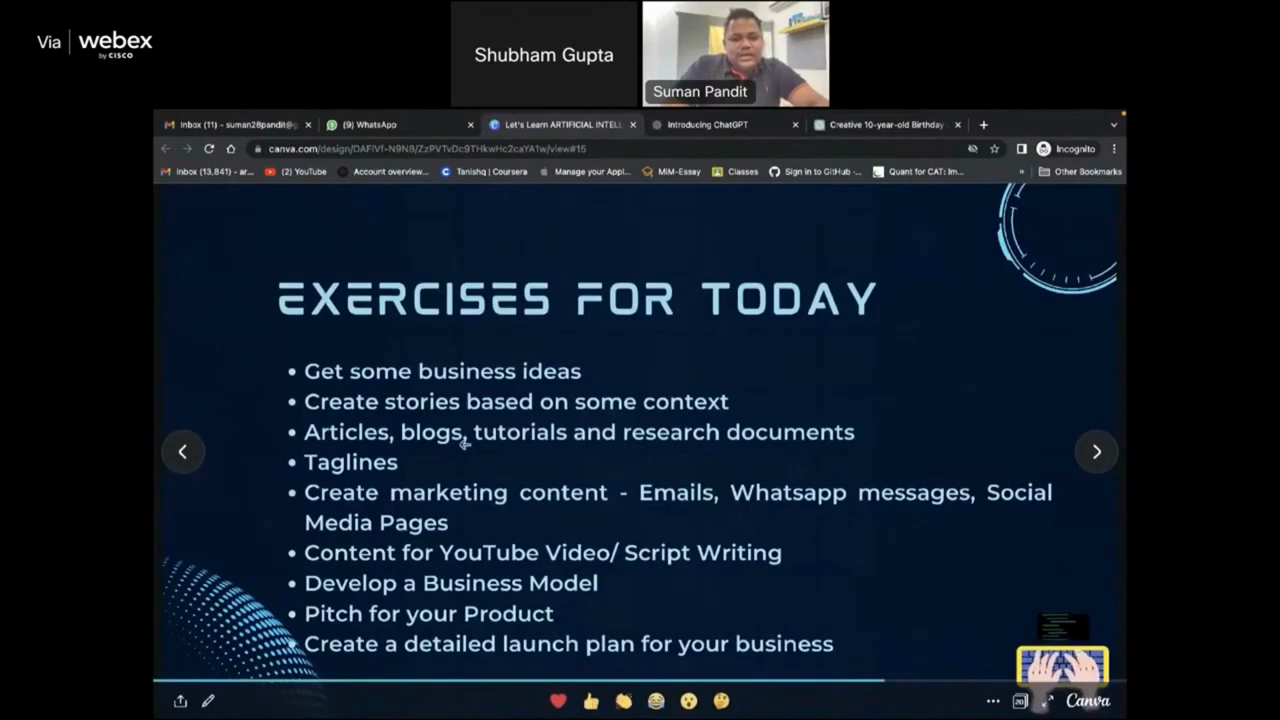 Via webex
by CISCO
Shubham Gupta
Suman Pandit
Inbox (11) - suman28pandit@g
(9) WhatsApp
Let's Learn ARTIFICIAL INTELL
Introducing ChatGPT
Creative 10-year-old Birthday
Incognito
Inbox (13,841) - ar...
(2) YouTube
Account overview...
Tanishq | Coursera
Manage your Appl...
MiM-Essay
Classes
Sign in to GitHub ·...
Quant for CAT: Im...
Other Bookmarks
EXERCISES FOR TODAY
• Get some business ideas
• Create stories based on some context
• Articles, blogs, tutorials and research documents
• Taglines
• Create marketing content - Emails, Whatsapp messages, Social
Media Pages
• Content for YouTube Video/ Script Writing
• Develop a Business Model
• Pitch for your Product
• Create a detailed launch plan for your business
Canva